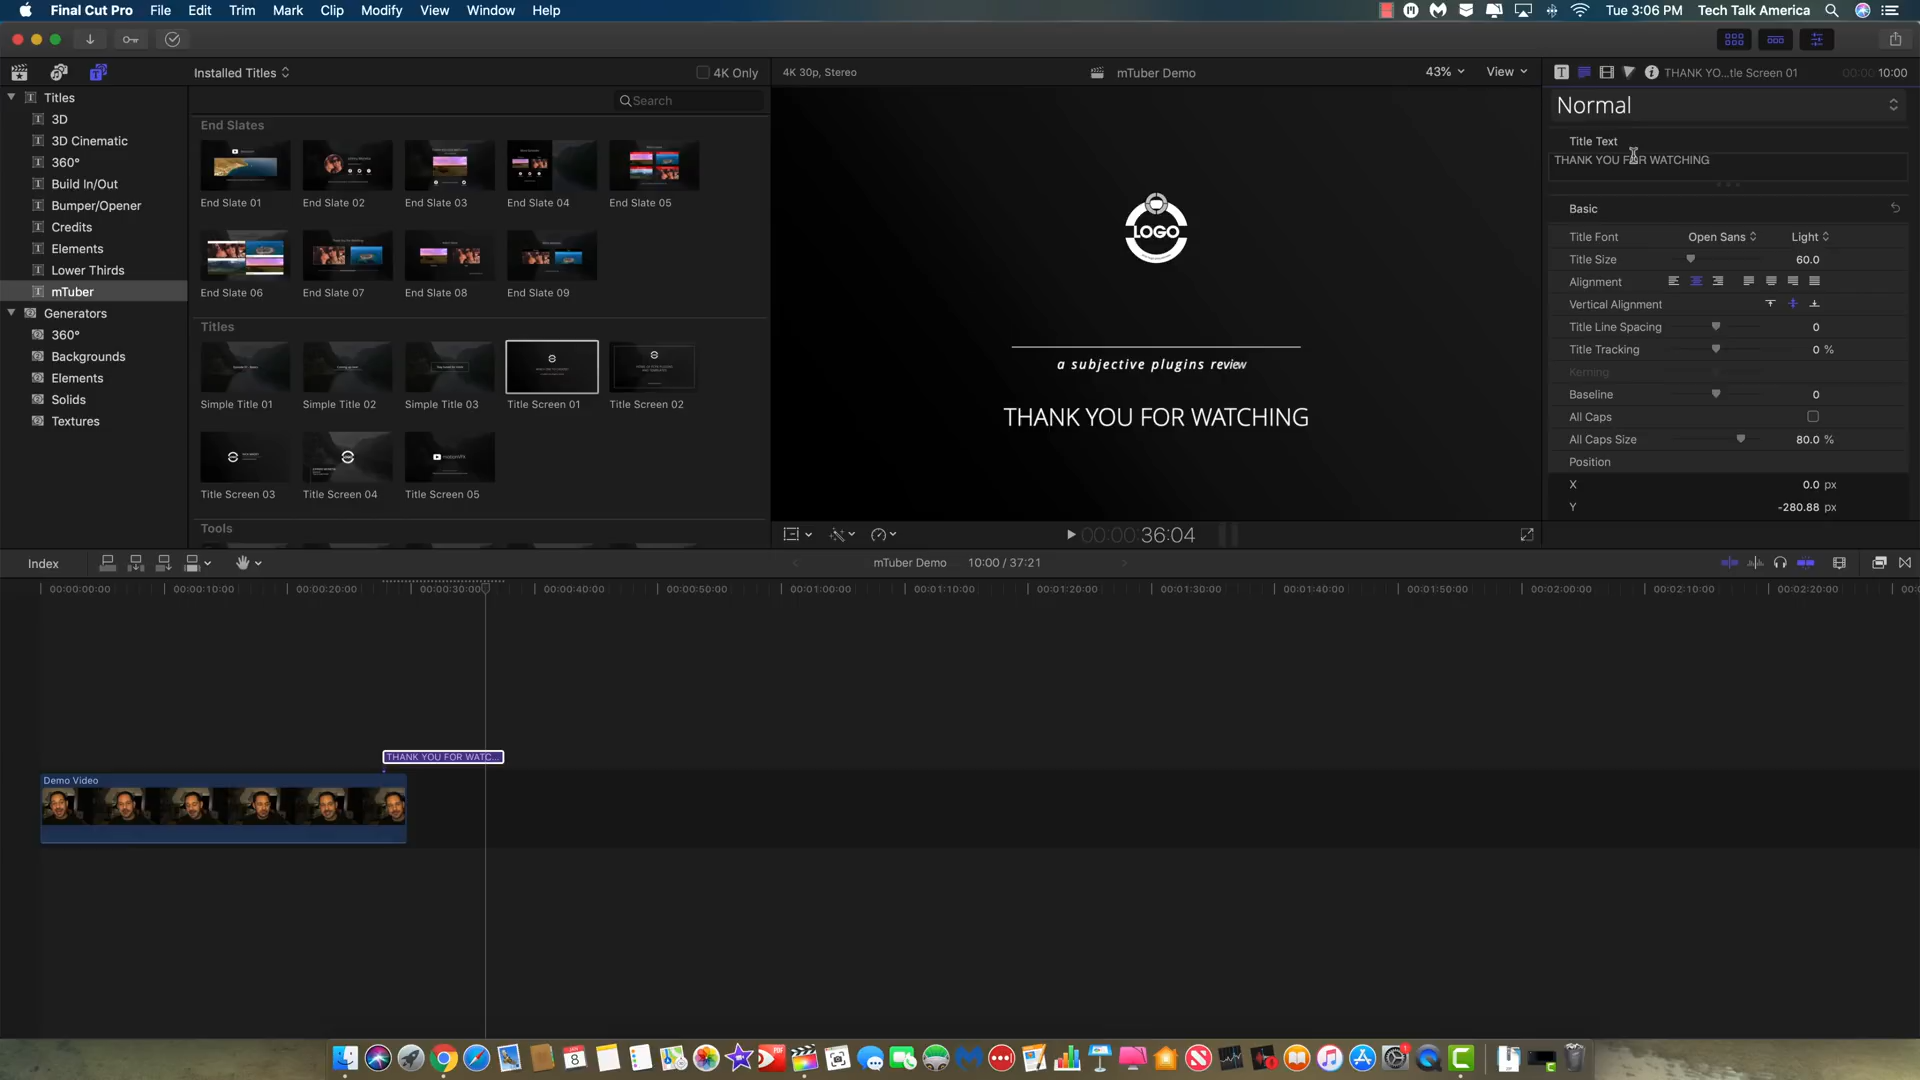 Final Cut Pro File Edit Trim Mark Clip Modify View Window Help
Tue 3:06 PM Tech Talk America
Installed Titles
4K Only
4K 30p, Stereo
mTuber Demo
43%
View
THANK YO...tle Screen 01
10:00
Titles
3D
3D Cinematic
360°
Build In/Out
Bumper/Opener
Credits
Elements
Lower Thirds
mTuber
Generators
360°
Backgrounds
Elements
Solids
Textures
Search
End Slates
End Slate 01
End Slate 02
End Slate 03
End Slate 04
End Slate 05
End Slate 06
End Slate 07
End Slate 08
End Slate 09
Titles
Simple Title 01
Simple Title 02
Simple Title 03
Title Screen 01
Title Screen 02
Title Screen 03
Title Screen 04
Title Screen 05
Tools
LOGO
a subjective plugins review
THANK YOU FOR WATCHING
00:00:36:04
Normal
Title Text
THANK YOU FOR WATCHING
Basic
Title Font Open Sans Light
Title Size 60.0
Alignment
Vertical Alignment
Title Line Spacing 0
Title Tracking 0 %
Kerning
Baseline 0
All Caps
All Caps Size 80.0 %
Position
X 0.0 px
Y -280.88 px
Index
mTuber Demo 10:00 / 37:21
00:00:00:00 00:00:10:00 00:00:20:00 00:00:30:00 00:00:40:00 00:00:50:00 00:01:00:00 00:01:10:00 00:01:20:00 00:01:30:00 00:01:40:00 00:01:50:00 00:02:00:00 00:02:10:00 00:02:20:00
THANK YOU FOR WATC...
Demo Video